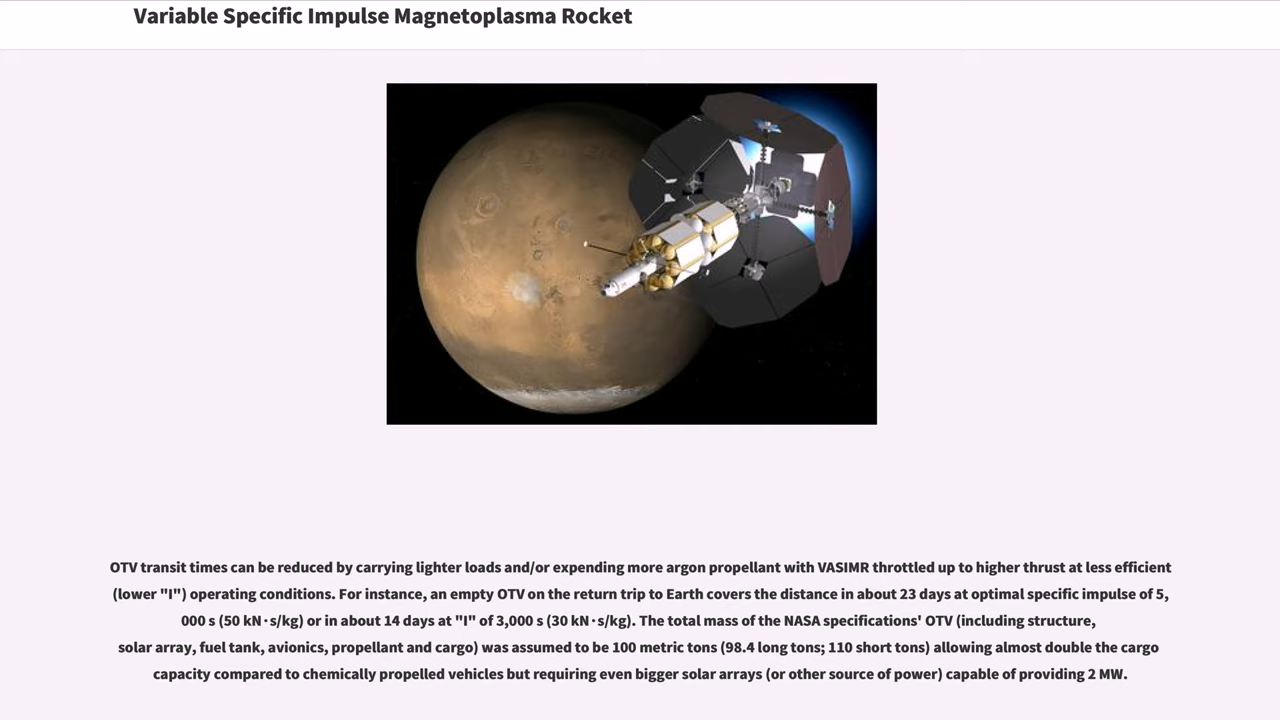 Variable Specific Impulse Magnetoplasma Rocket
OTV transit times can be reduced by carrying lighter loads and/or expending more argon propellant with VASIMR throttled up to higher thrust at less efficient
(lower "I") operating conditions. For instance, an empty OTV on the return trip to Earth covers the distance in about 23 days at optimal specific impulse of 5,
000 s (50 kN·s/kg) or in about 14 days at "I" of 3,000 s (30 kN·s/kg). The total mass of the NASA specifications' OTV (including structure,
solar array, fuel tank, avionics, propellant and cargo) was assumed to be 100 metric tons (98.4 long tons; 110 short tons) allowing almost double the cargo
capacity compared to chemically propelled vehicles but requiring even bigger solar arrays (or other source of power) capable of providing 2 MW.